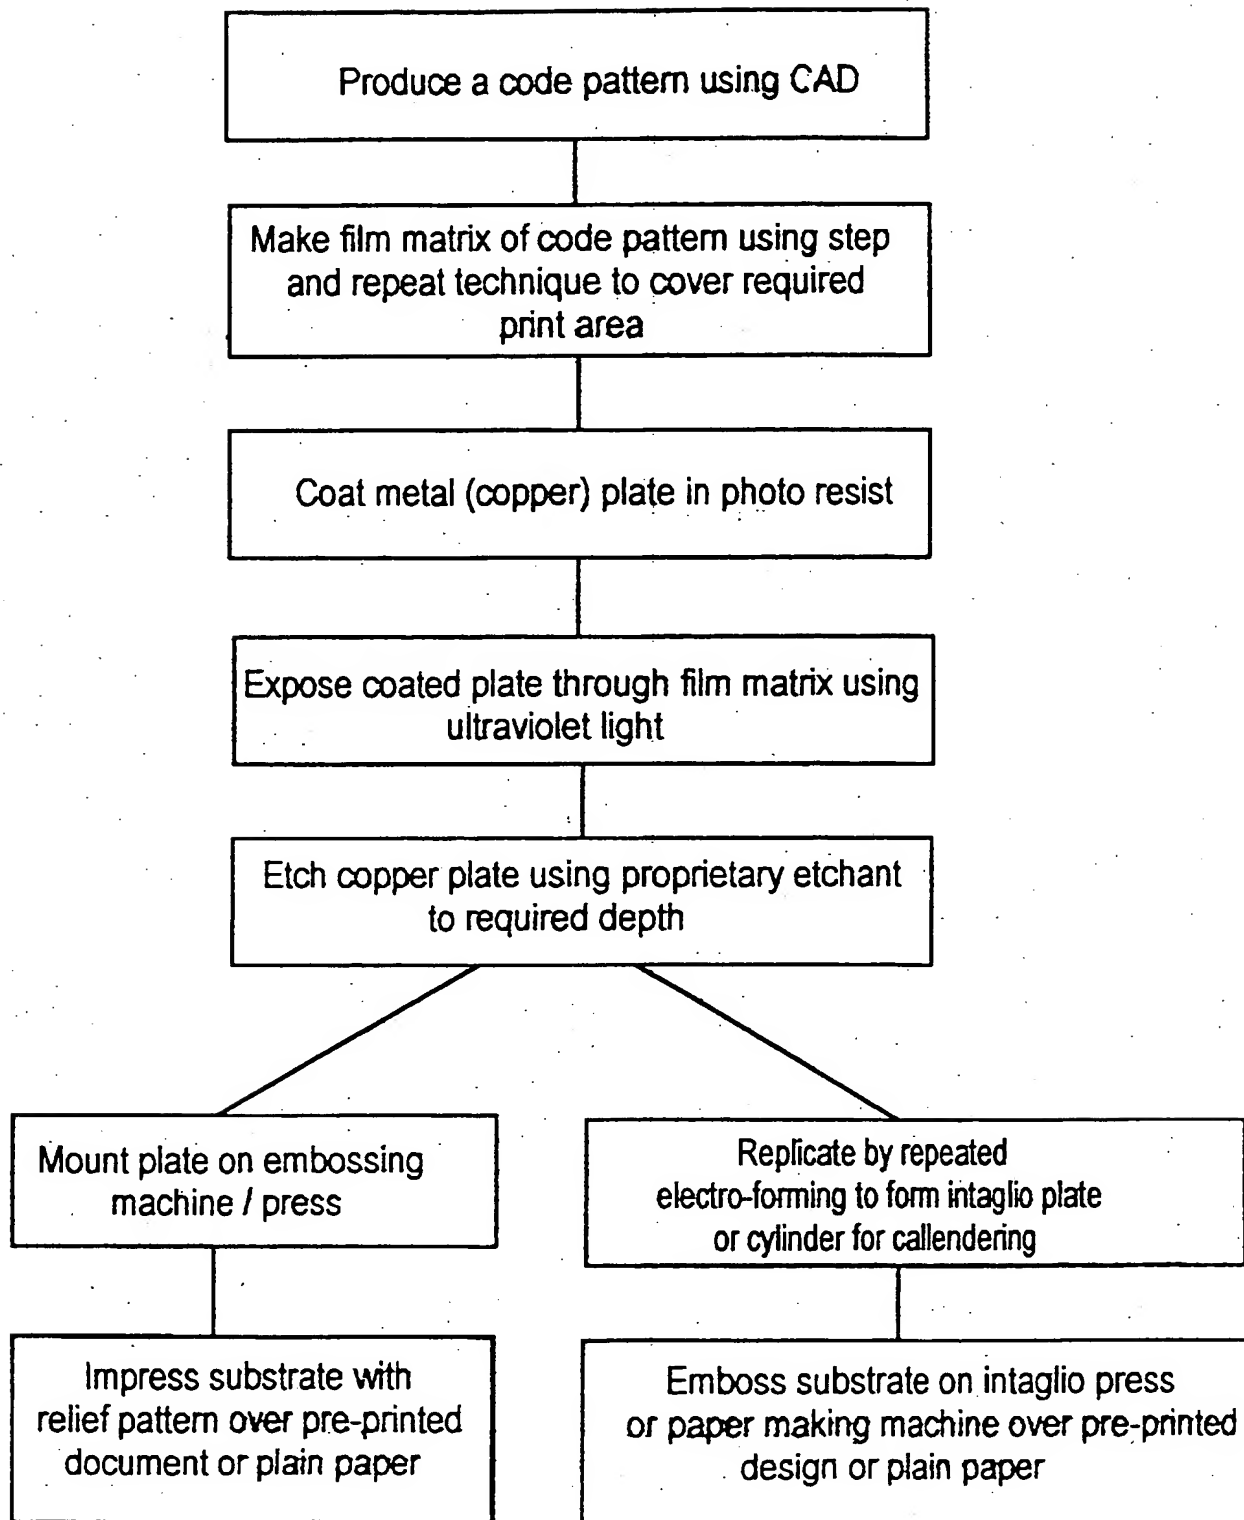 Produce a code pattern using CAD
Make film matrix of code pattern using step
and repeat technique to cover required
print area
Coat metal (copper) plate in photo resist
Expose coated plate through film matrix using
ultraviolet light
Etch copper plate using proprietary etchant
to required depth
Mount plate on embossing
machine / press
Replicate by repeated
electro-forming to form intaglio plate
or cylinder for callendering
Impress substrate with
relief pattern over pre-printed
document or plain paper
Emboss substrate on intaglio press
or paper making machine over pre-printed
design or plain paper